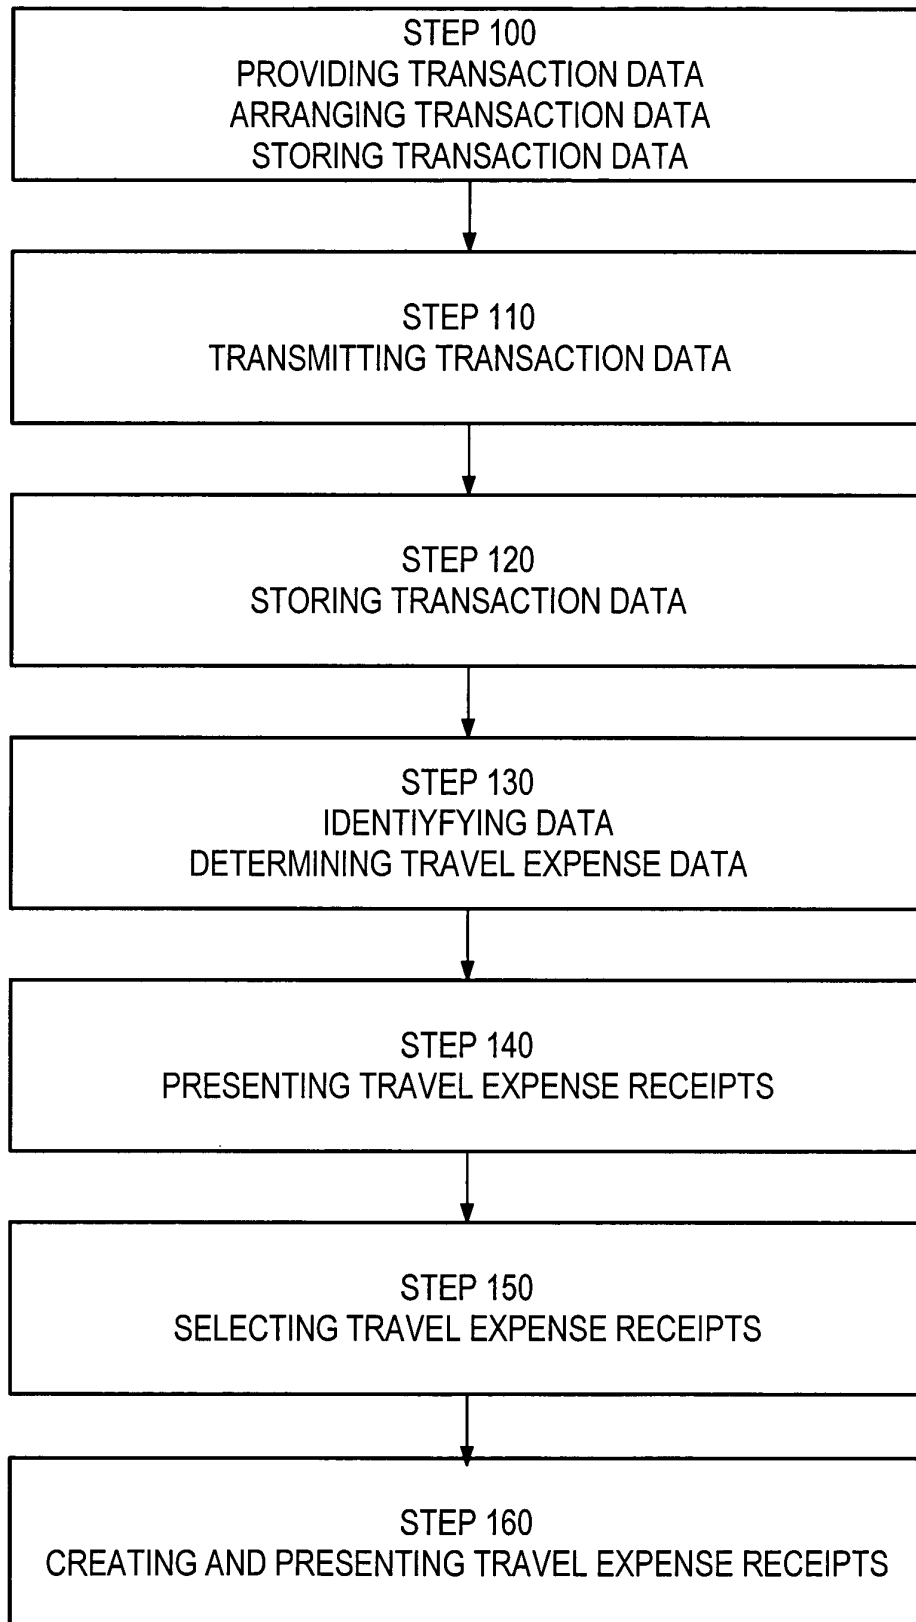 STEP 100
PROVIDING TRANSACTION DATA
ARRANGING TRANSACTION DATA
STORING TRANSACTION DATA
STEP 110
TRANSMITTING TRANSACTION DATA
STEP 120
STORING TRANSACTION DATA
STEP 130
IDENTIYFYING DATA
DETERMINING TRAVEL EXPENSE DATA
STEP 140
PRESENTING TRAVEL EXPENSE RECEIPTS
STEP 150
SELECTING TRAVEL EXPENSE RECEIPTS
STEP 160
CREATING AND PRESENTING TRAVEL EXPENSE RECEIPTS